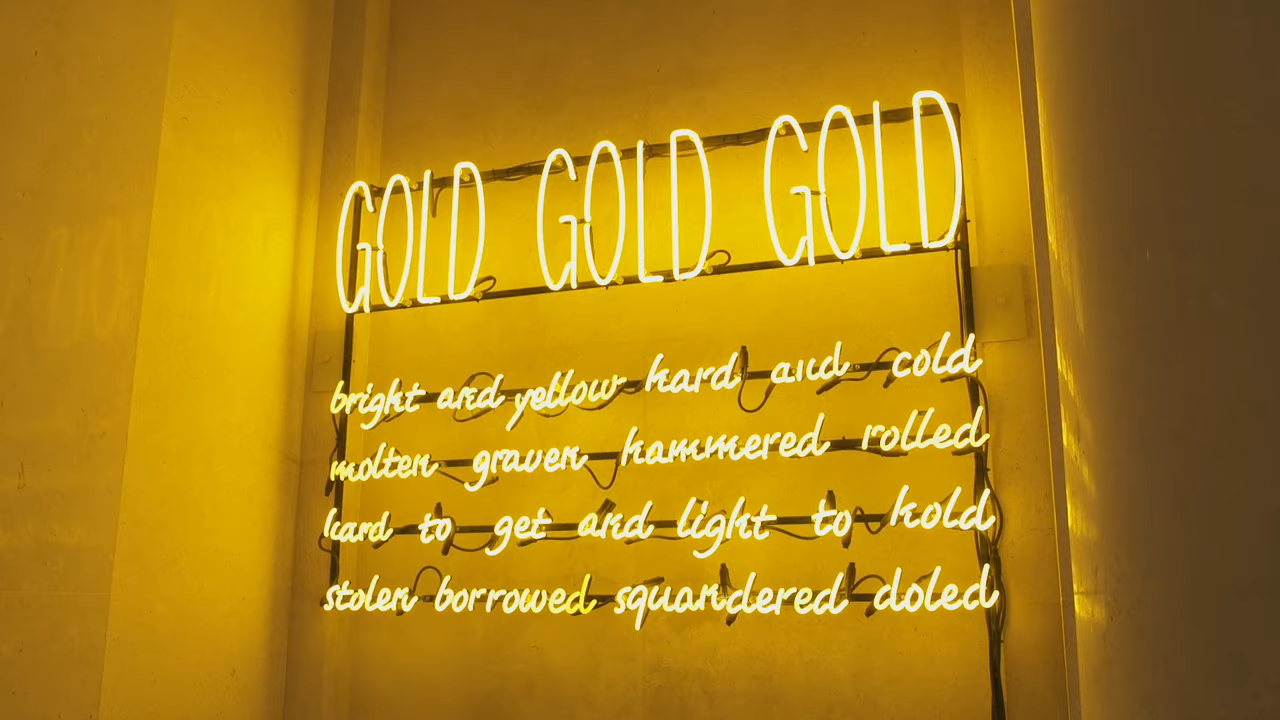 GOLD GOLD GOLD
bright and yellow hard and cold
molten graven hammered rolled
hard to get and light to hold
stolen borrowed squandered doled